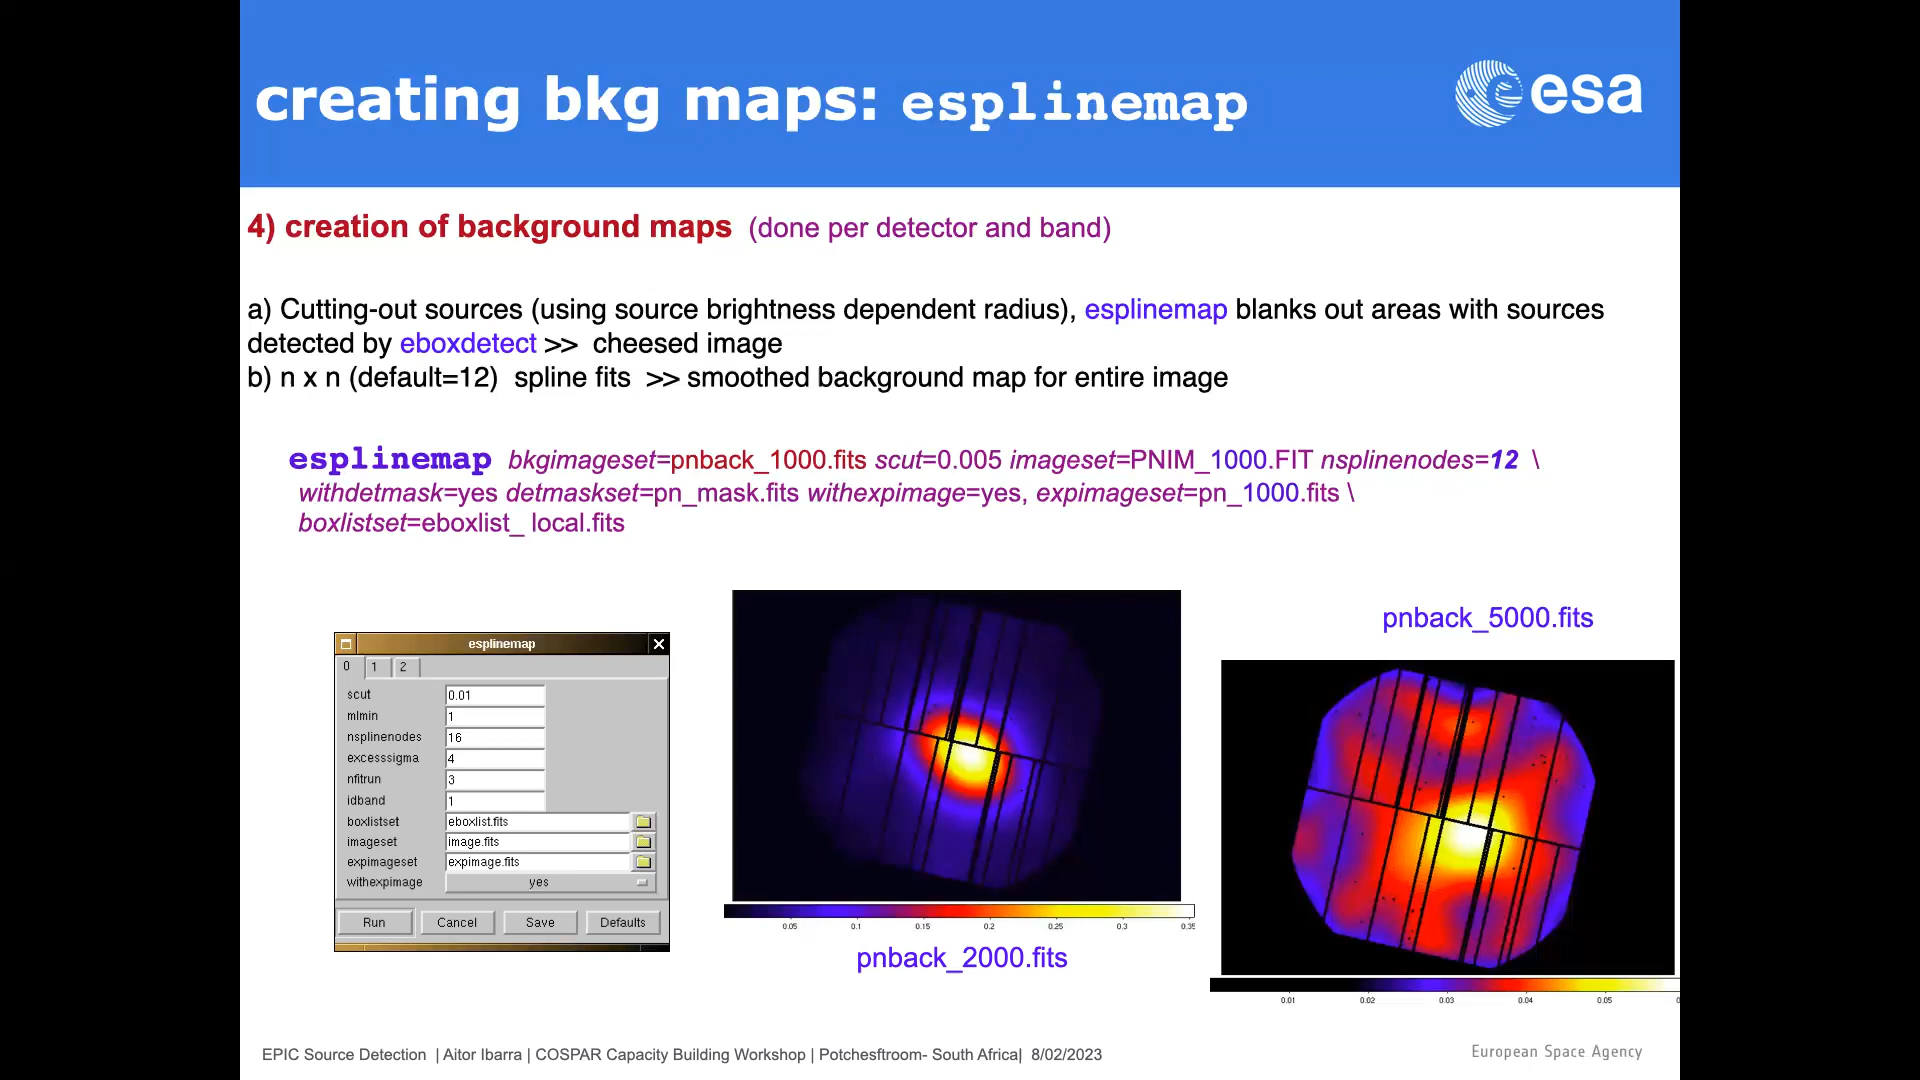 creating bkg maps: esplinemap
esa
4) creation of background maps (done per detector and band)
a) Cutting-out sources (using source brightness dependent radius), esplinemap blanks out areas with sources
detected by eboxdetect >> cheesed image
b) n x n (default=12) spline fits >> smoothed background map for entire image
esplinemap bkgimageset=pnback_1000.fits scut=0.005 imageset=PNIM_1000.FIT nsplinenodes=12 \
withdetmask=yes detmaskset=pn_mask.fits withexpimage=yes, expimageset=pn_1000.fits \
boxlistset=eboxlist_ local.fits
esplinemap
0 1 2
scut 0.01
mlmin 1
nsplinenodes 16
excesssigma 4
nfitrun 3
idband 1
boxlistset eboxlist.fits
imageset image.fits
expimageset expimage.fits
withexpimage yes
Run Cancel Save Defaults
0.05 0.1 0.15 0.2 0.25 0.3 0.35
pnback_2000.fits
pnback_5000.fits
0.01 0.02 0.03 0.04 0.05 0
EPIC Source Detection | Aitor Ibarra | COSPAR Capacity Building Workshop | Potchesftroom- South Africa| 8/02/2023
European Space Agency